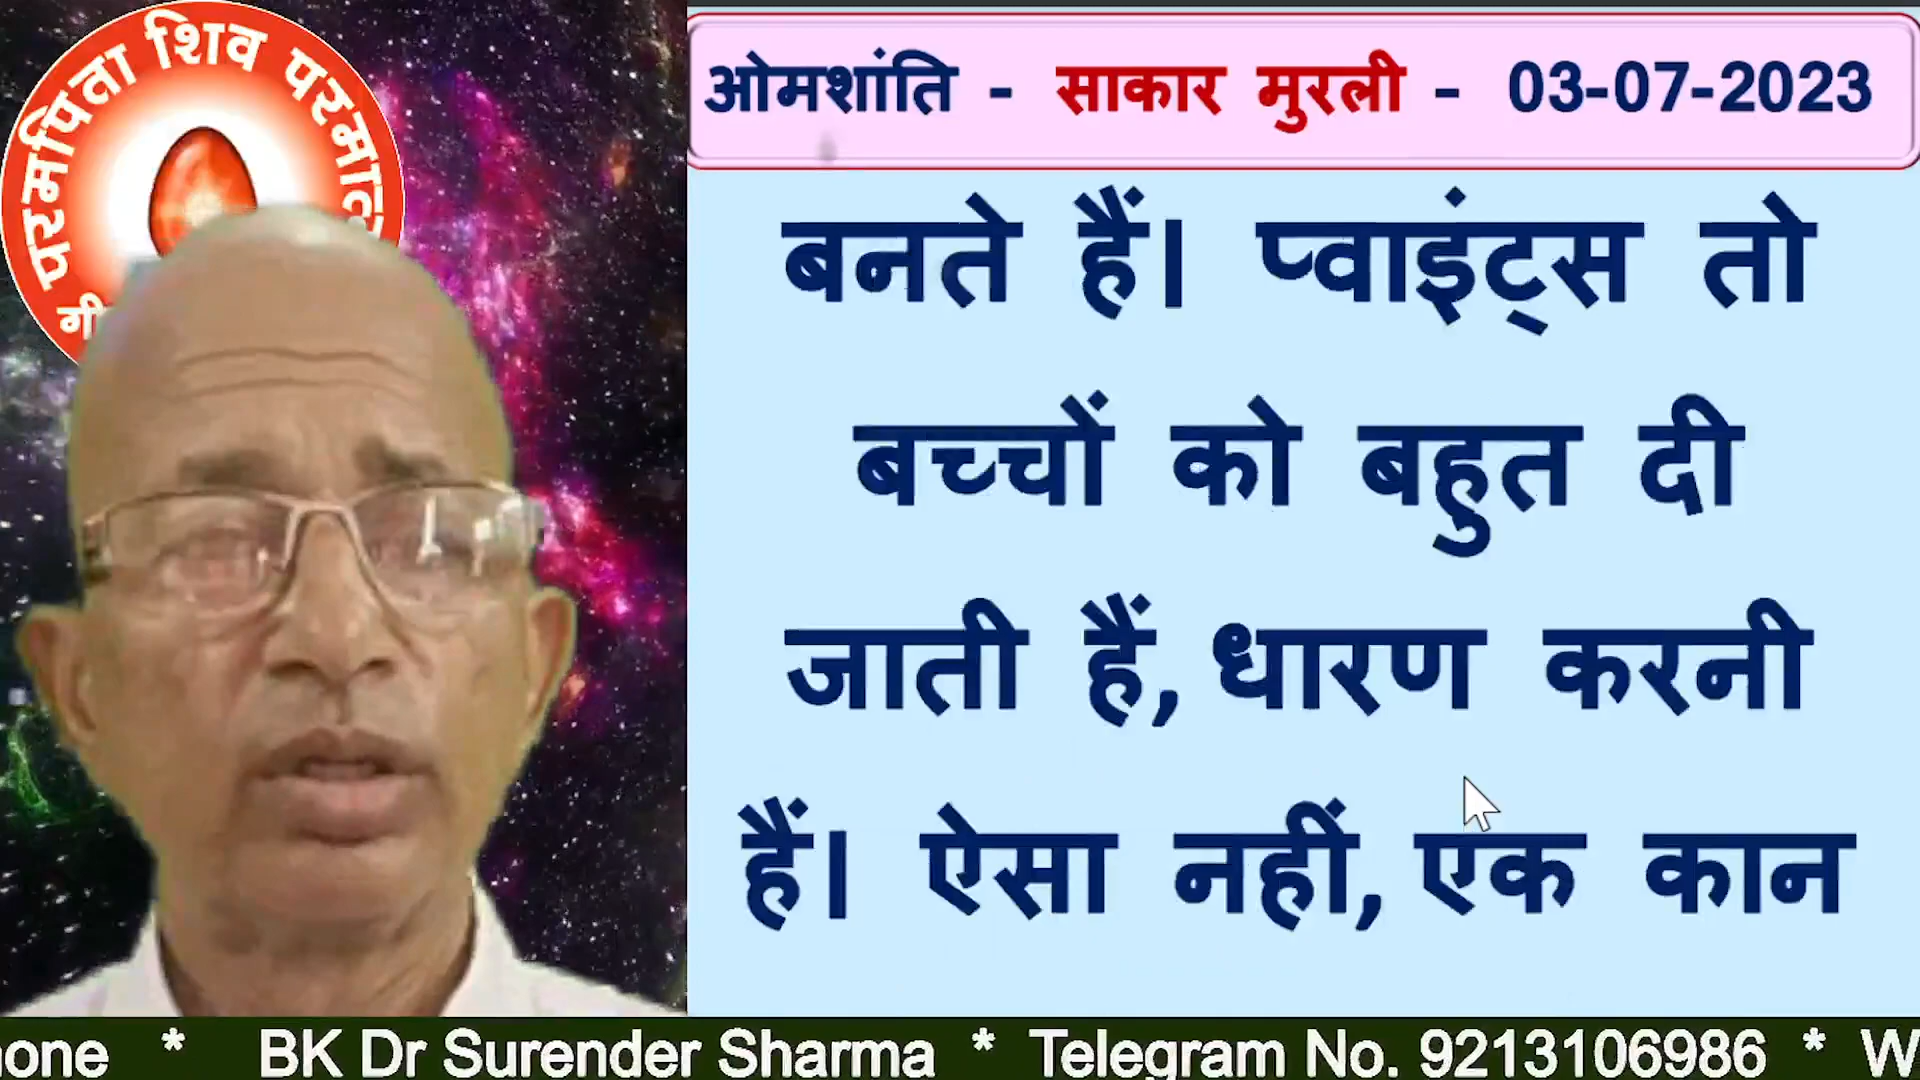 परमपिता शिव
ओमशांति - साकार मुरली - 03-07-2023
बनते हैं। प्वाइंट्स तो
बच्चों को बहुत दी
जाती हैं, धारण करनी
हैं। ऐसा नहीं, एक कान
* BK Dr Surender Sharma * Telegram No. 9213106986 *